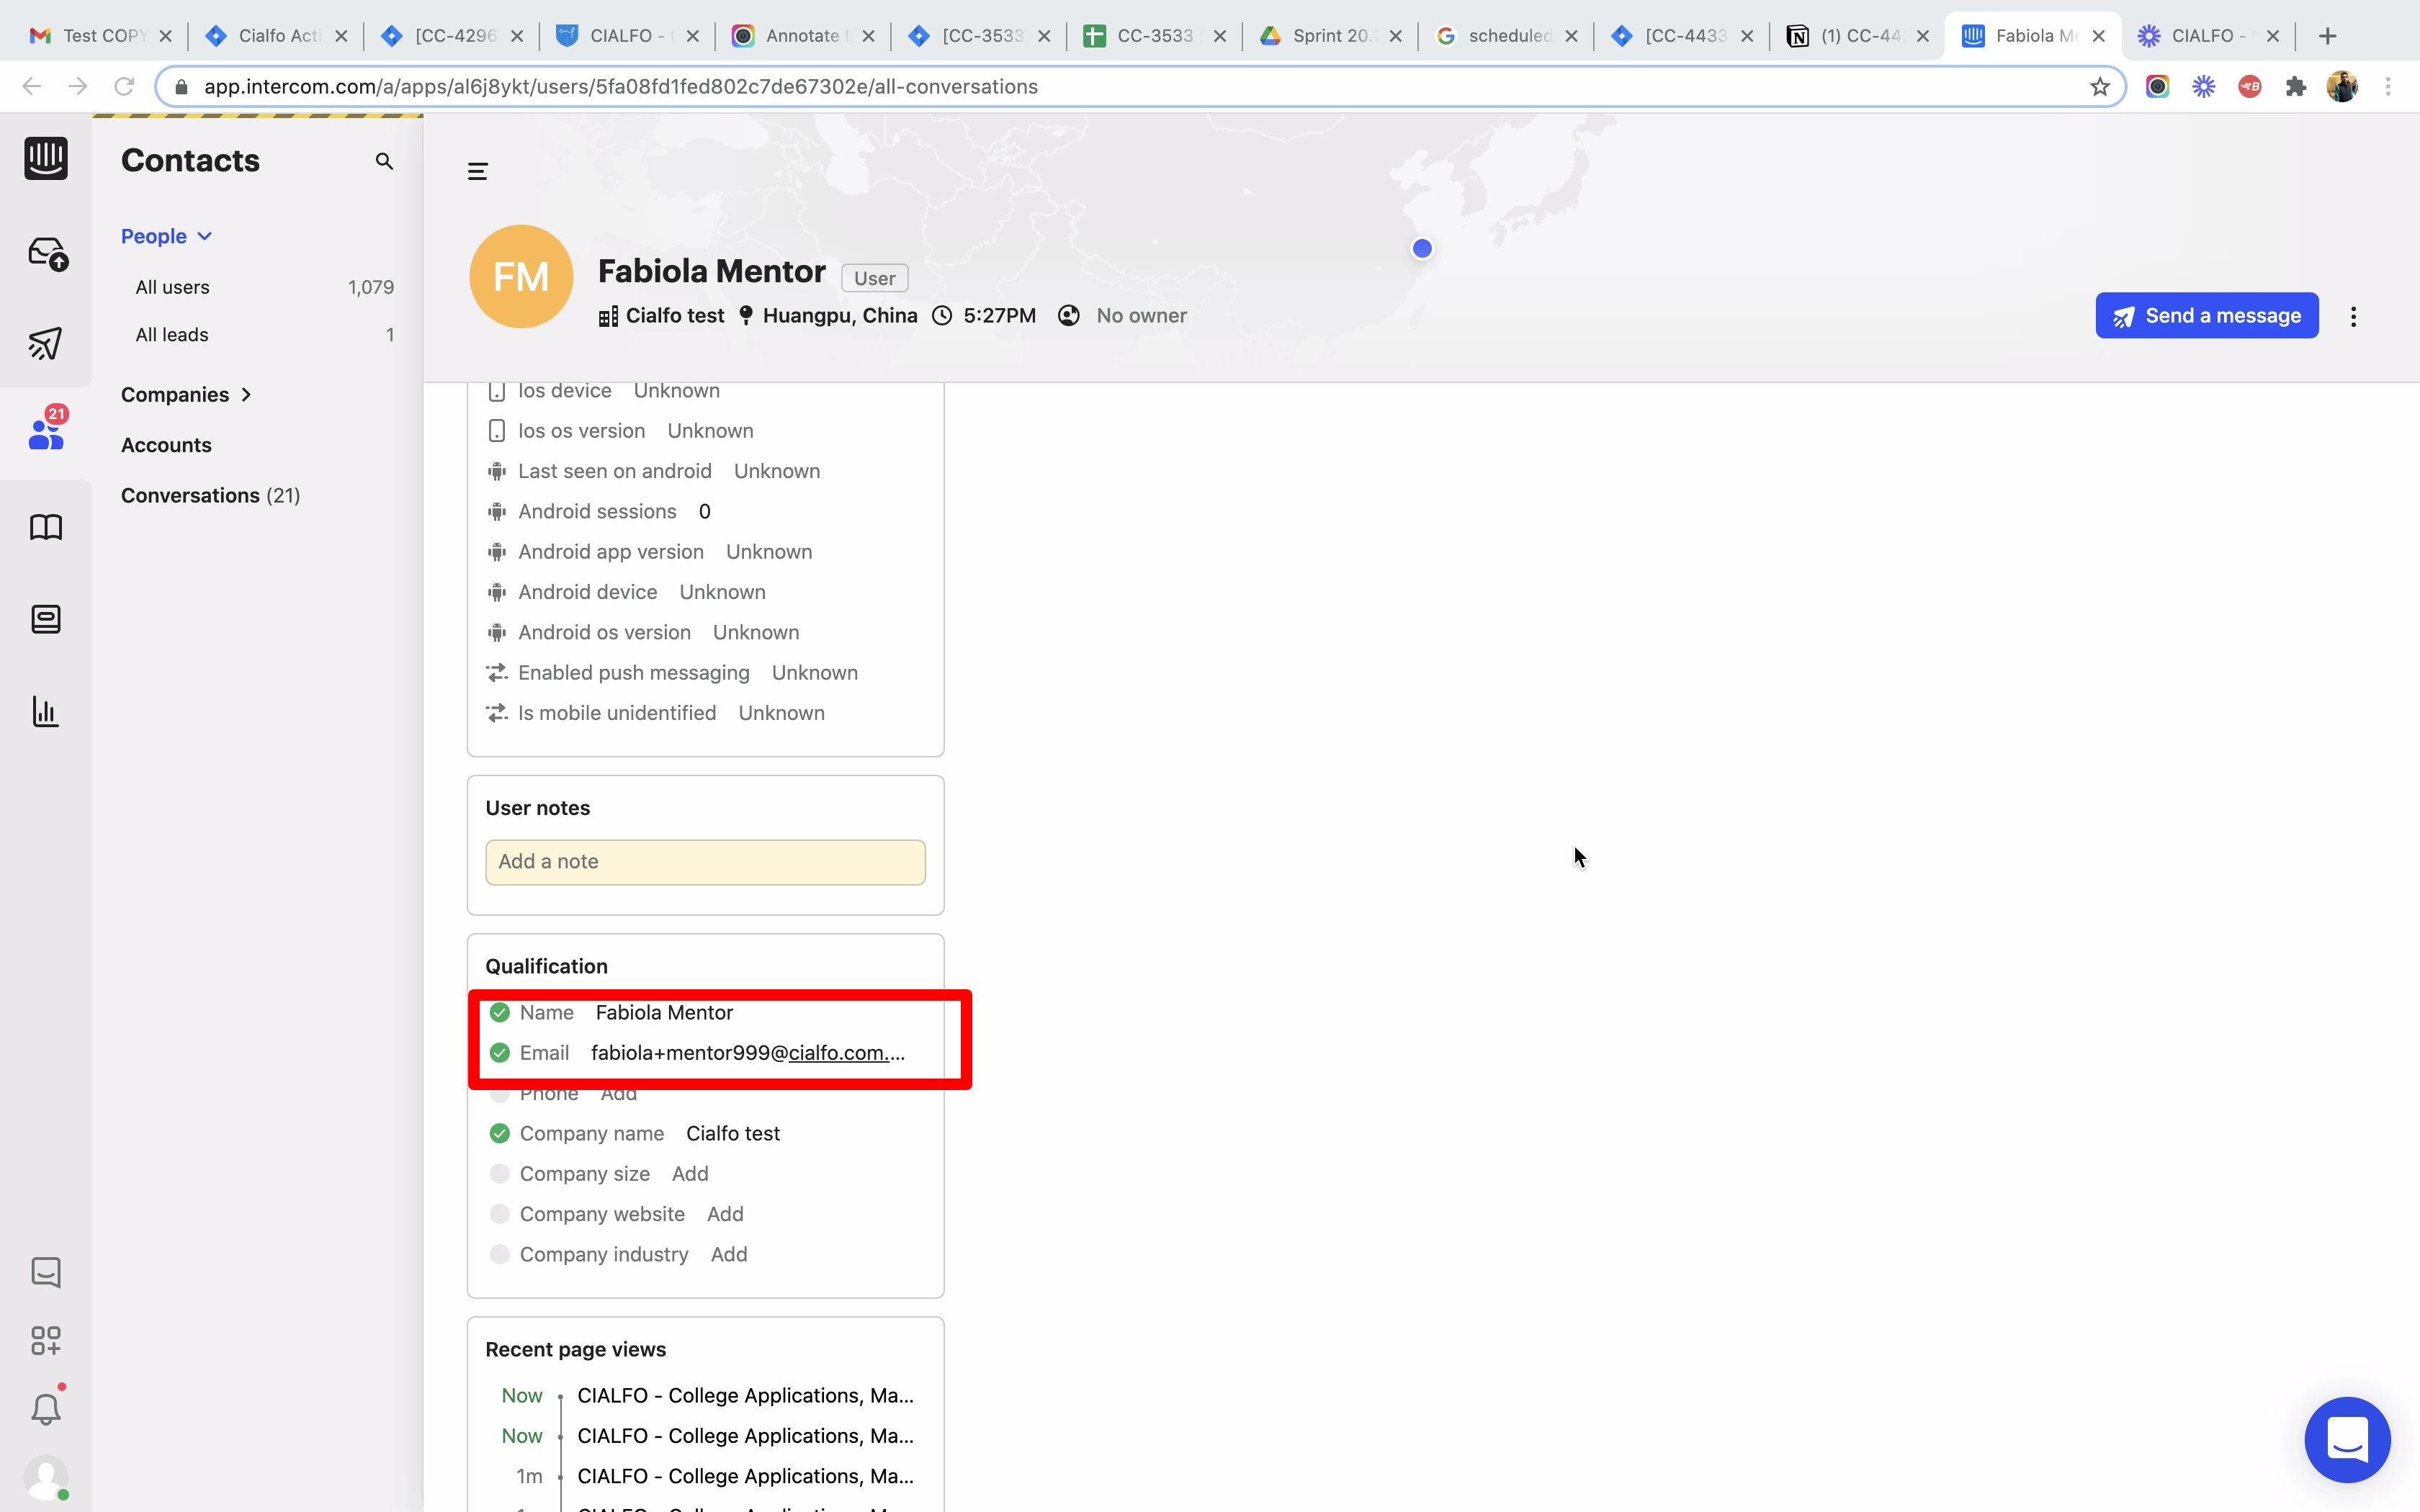 Test COPY
Cialfo Acti
[CC-4296
CIALFO -
Annotate
[CC-3533
CC-3533
Sprint 20.
scheduled
[CC-4433
(1) CC-44
Fabiola Me
CIALFO -
app.intercom.com/a/apps/al6j8ykt/users/5fa08fd1fed802c7de67302e/all-conversations
Contacts
People
All users 1,079
All leads 1
Companies
21
Accounts
Conversations (21)
FM
Fabiola Mentor User
Cialfo test Huangpu, China 5:27PM No owner
Send a message
Ios device Unknown
Ios os version Unknown
Last seen on android Unknown
Android sessions 0
Android app version Unknown
Android device Unknown
Android os version Unknown
Enabled push messaging Unknown
Is mobile unidentified Unknown
User notes
Add a note
Qualification
Name Fabiola Mentor
Email fabiola+mentor999@cialfo.com....
Phone Add
Company name Cialfo test
Company size Add
Company website Add
Company industry Add
Recent page views
Now CIALFO - College Applications, Ma...
Now CIALFO - College Applications, Ma...
1m CIALFO - College Applications, Ma...